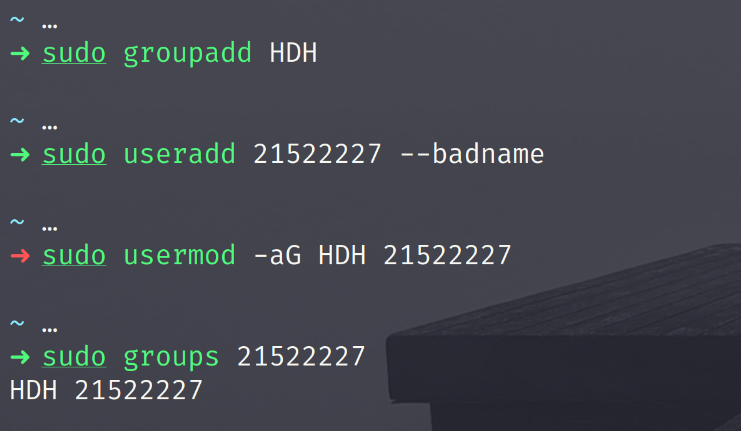 ~ …
➜ sudo groupadd HDH
~ …
➜ sudo useradd 21522227 --badname
~ …
➜ sudo usermod -aG HDH 21522227
~ …
➜ sudo groups 21522227
HDH 21522227